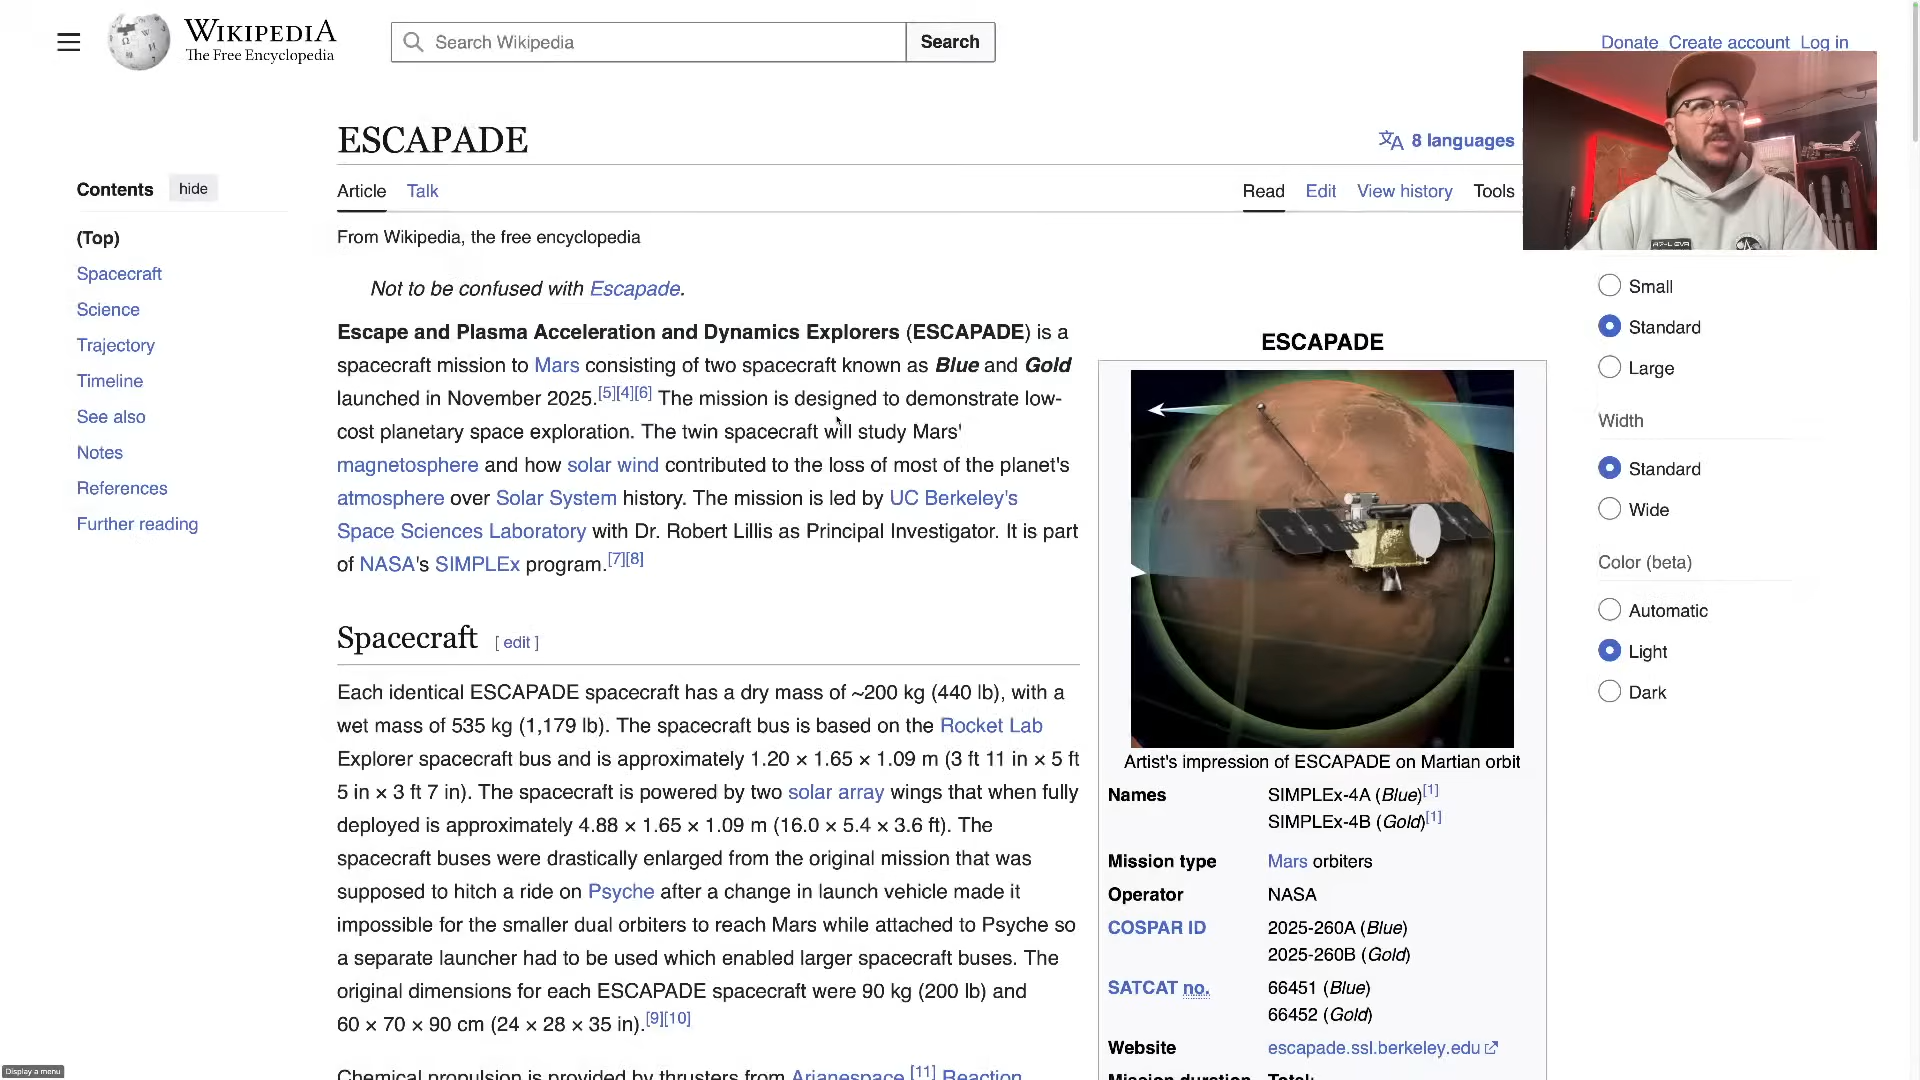 WIKIPEDIA
The Free Encyclopedia
Search Wikipedia
Search
Donate Create account Log in
ESCAPADE
8 languages
Contents hide
Article Talk
Read Edit View history Tools
(Top)
Spacecraft
Science
Trajectory
Timeline
See also
Notes
References
Further reading
From Wikipedia, the free encyclopedia
Not to be confused with Escapade.
Escape and Plasma Acceleration and Dynamics Explorers (ESCAPADE) is a
spacecraft mission to Mars consisting of two spacecraft known as Blue and Gold
launched in November 2025.[5][4][6] The mission is designed to demonstrate low-
cost planetary space exploration. The twin spacecraft will study Mars'
magnetosphere and how solar wind contributed to the loss of most of the planet's
atmosphere over Solar System history. The mission is led by UC Berkeley's
Space Sciences Laboratory with Dr. Robert Lillis as Principal Investigator. It is part
of NASA's SIMPLEx program.[7][8]
Spacecraft [ edit ]
Each identical ESCAPADE spacecraft has a dry mass of ~200 kg (440 lb), with a
wet mass of 535 kg (1,179 lb). The spacecraft bus is based on the Rocket Lab
Explorer spacecraft bus and is approximately 1.20 × 1.65 × 1.09 m (3 ft 11 in × 5 ft
5 in × 3 ft 7 in). The spacecraft is powered by two solar array wings that when fully
deployed is approximately 4.88 × 1.65 × 1.09 m (16.0 × 5.4 × 3.6 ft). The
spacecraft buses were drastically enlarged from the original mission that was
supposed to hitch a ride on Psyche after a change in launch vehicle made it
impossible for the smaller dual orbiters to reach Mars while attached to Psyche so
a separate launcher had to be used which enabled larger spacecraft buses. The
original dimensions for each ESCAPADE spacecraft were 90 kg (200 lb) and
60 × 70 × 90 cm (24 × 28 × 35 in).[9][10]
Chemical propulsion is provided by thrusters from Arianespace.[11] Reaction
ESCAPADE
Artist's impression of ESCAPADE on Martian orbit
Names SIMPLEx-4A (Blue)[1]
SIMPLEx-4B (Gold)[1]
Mission type Mars orbiters
Operator NASA
COSPAR ID 2025-260A (Blue)
2025-260B (Gold)
SATCAT no. 66451 (Blue)
66452 (Gold)
Website escapade.ssl.berkeley.edu
Mission duration Total:
Small
Standard
Large
Width
Standard
Wide
Color (beta)
Automatic
Light
Dark
Display a menu